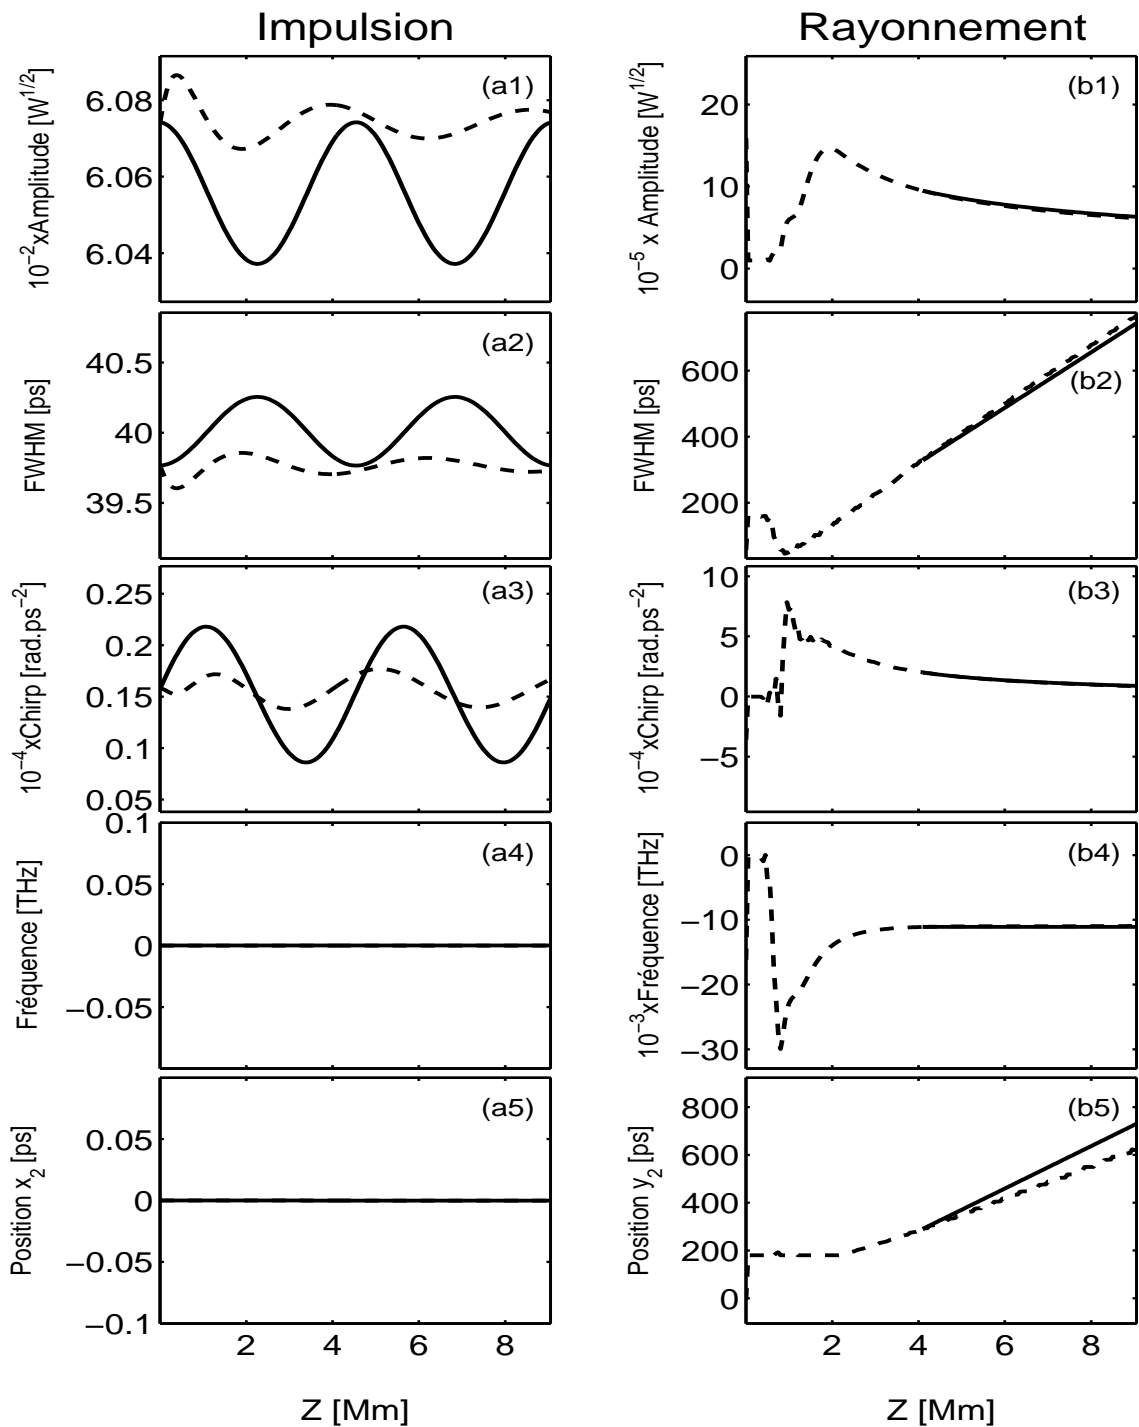 Impulsion
Rayonnement
(a1)
10⁻²xAmplitude [W^1/2]
6.08
6.06
6.04
(b1)
10⁻⁵ x Amplitude [W^1/2]
20
10
0
(a2)
FWHM [ps]
40.5
40
39.5
(b2)
FWHM [ps]
600
400
200
(a3)
10⁻⁴xChirp [rad.ps⁻²]
0.25
0.2
0.15
0.1
0.05
(b3)
10⁻⁴xChirp [rad.ps⁻²]
10
5
0
−5
(a4)
Fréquence [THz]
0.1
0.05
0
−0.05
(b4)
10⁻³xFréquence [THz]
0
−10
−20
−30
(a5)
Position x₂ [ps]
0.05
0
−0.05
−0.1
2 4 6 8
Z [Mm]
(b5)
Position y₂ [ps]
800
600
400
200
0
2 4 6 8
Z [Mm]